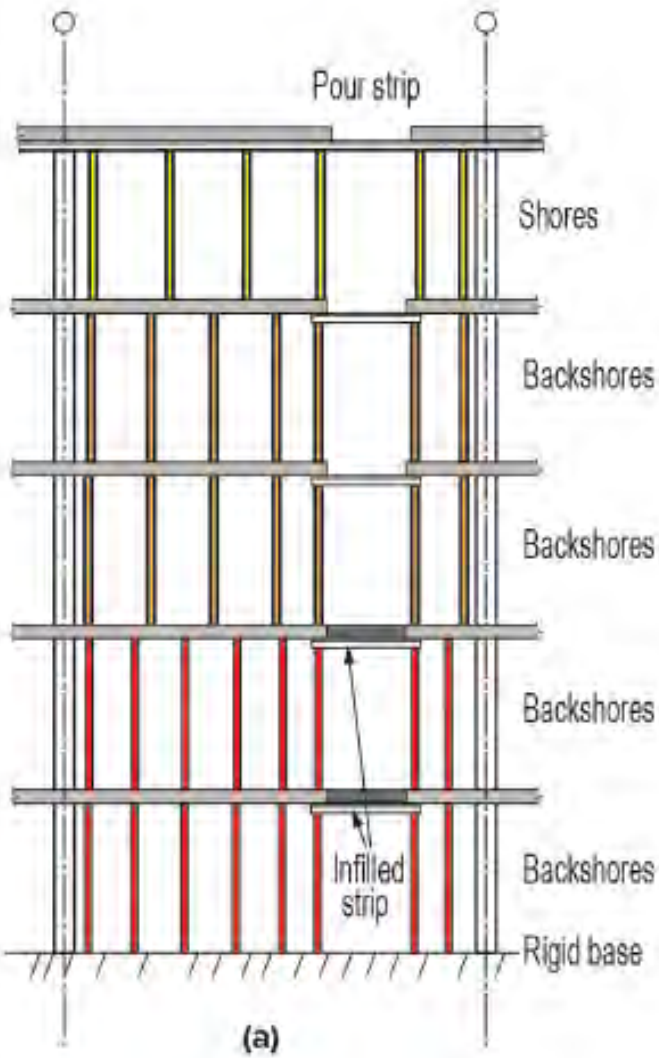 Pour strip
Shores
Backshores
Backshores
Backshores
Infilled
strip
Backshores
Rigid base
(a)